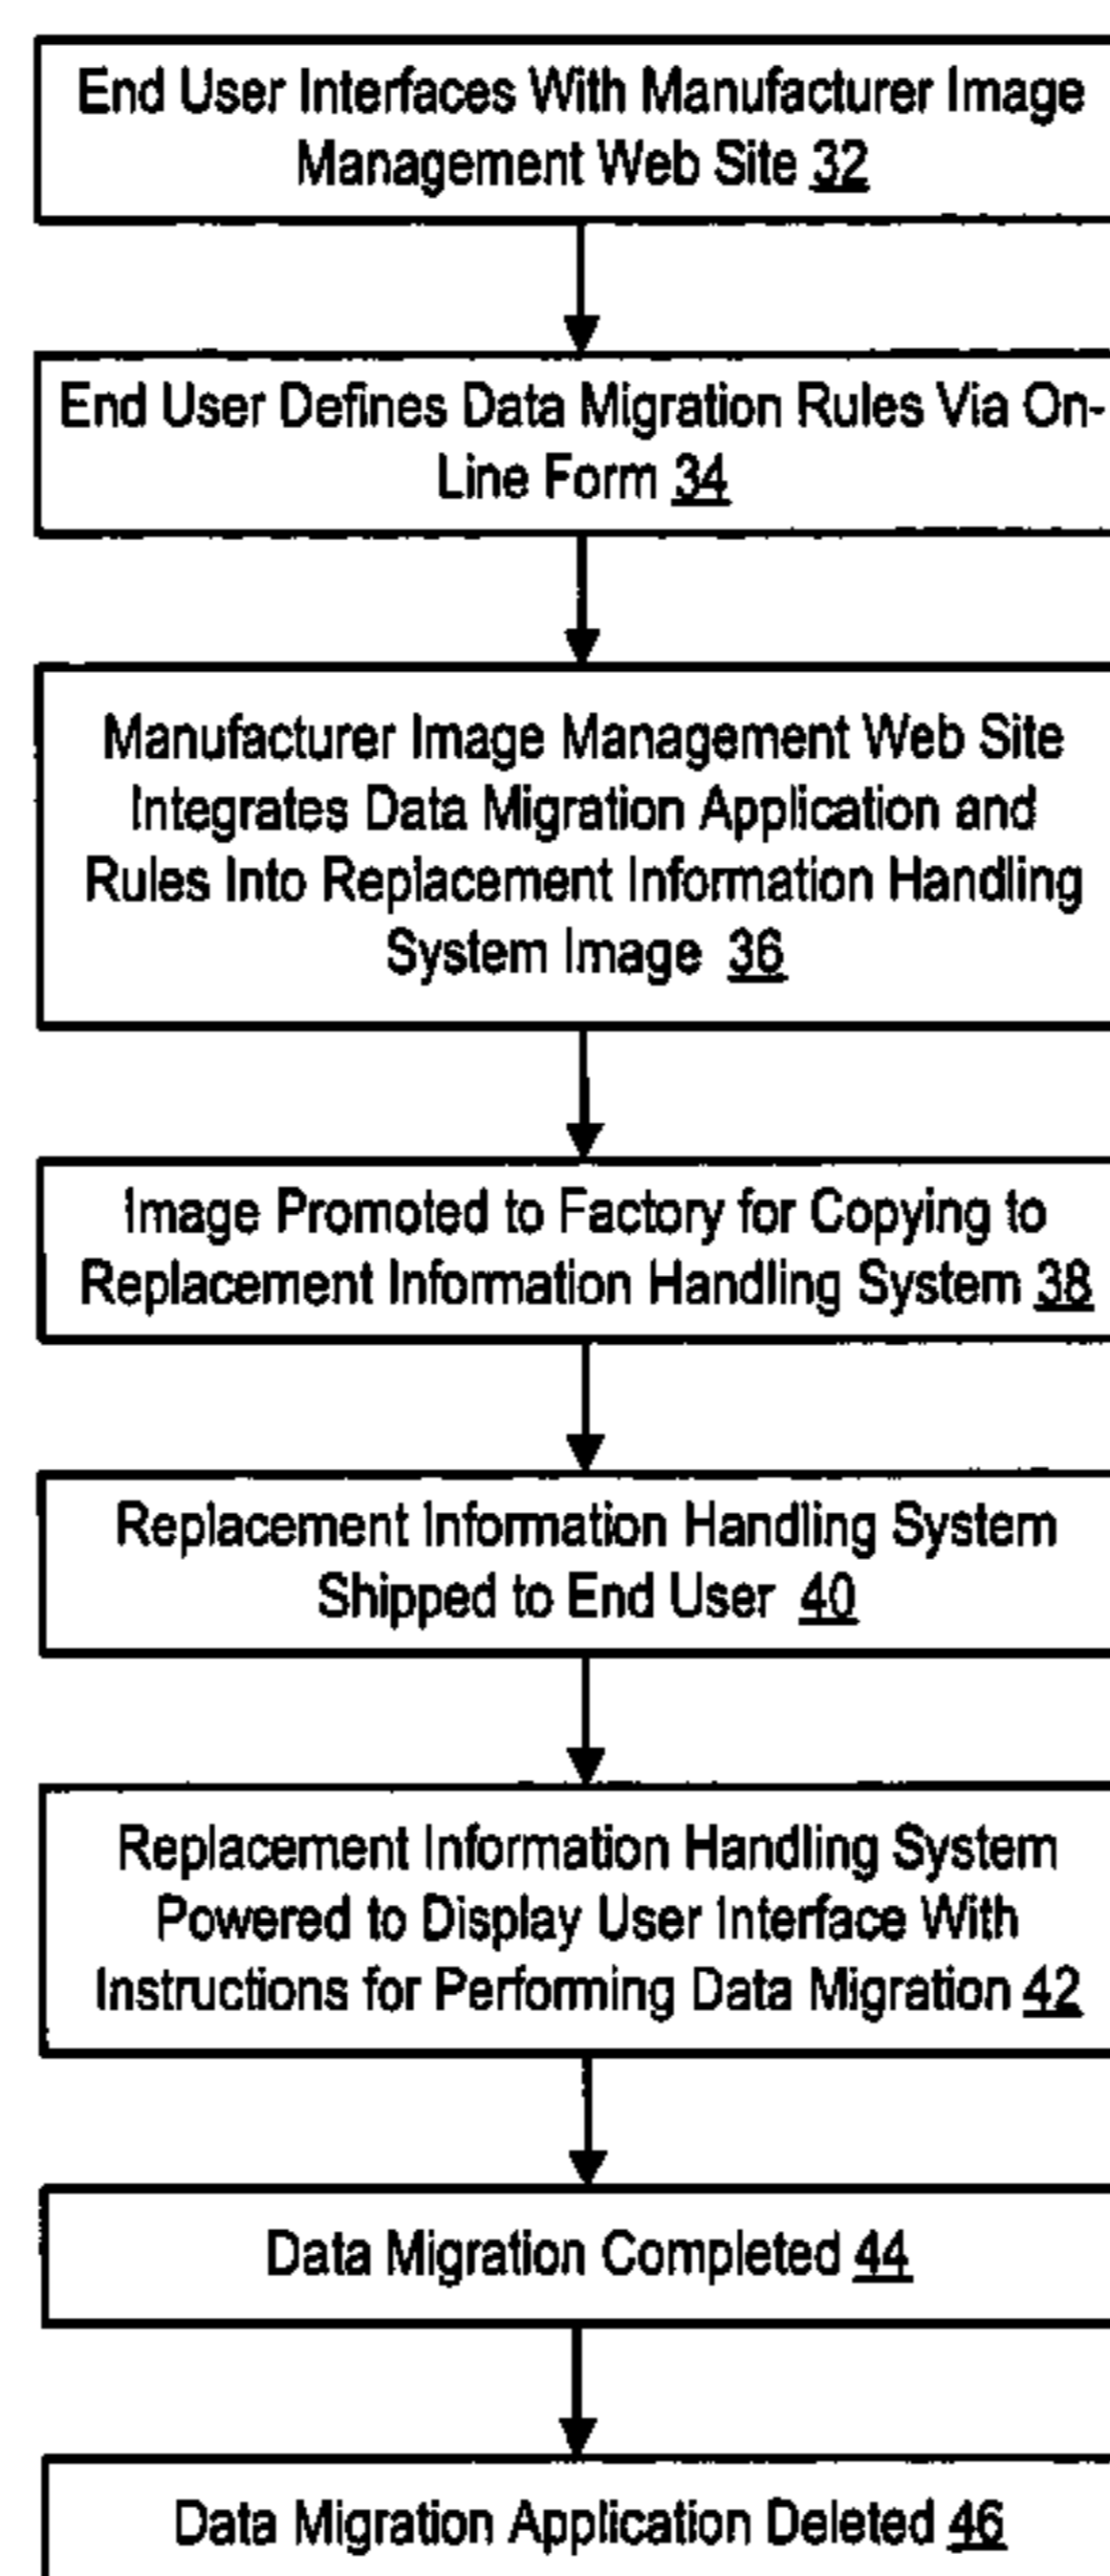 End User Interfaces With Manufacturer Image
Management Web Site 32
End User Defines Data Migration Rules Via On-
Line Form 34
Manufacturer Image Management Web Site
Integrates Data Migration Application and
Rules Into Replacement Information Handling
System Image 36
Image Promoted to Factory for Copying to
Replacement Information Handling System 38
Replacement Information Handling System
Shipped to End User 40
Replacement Information Handling System
Powered to Display User Interface With
Instructions for Performing Data Migration 42
Data Migration Completed 44
Data Migration Application Deleted 46